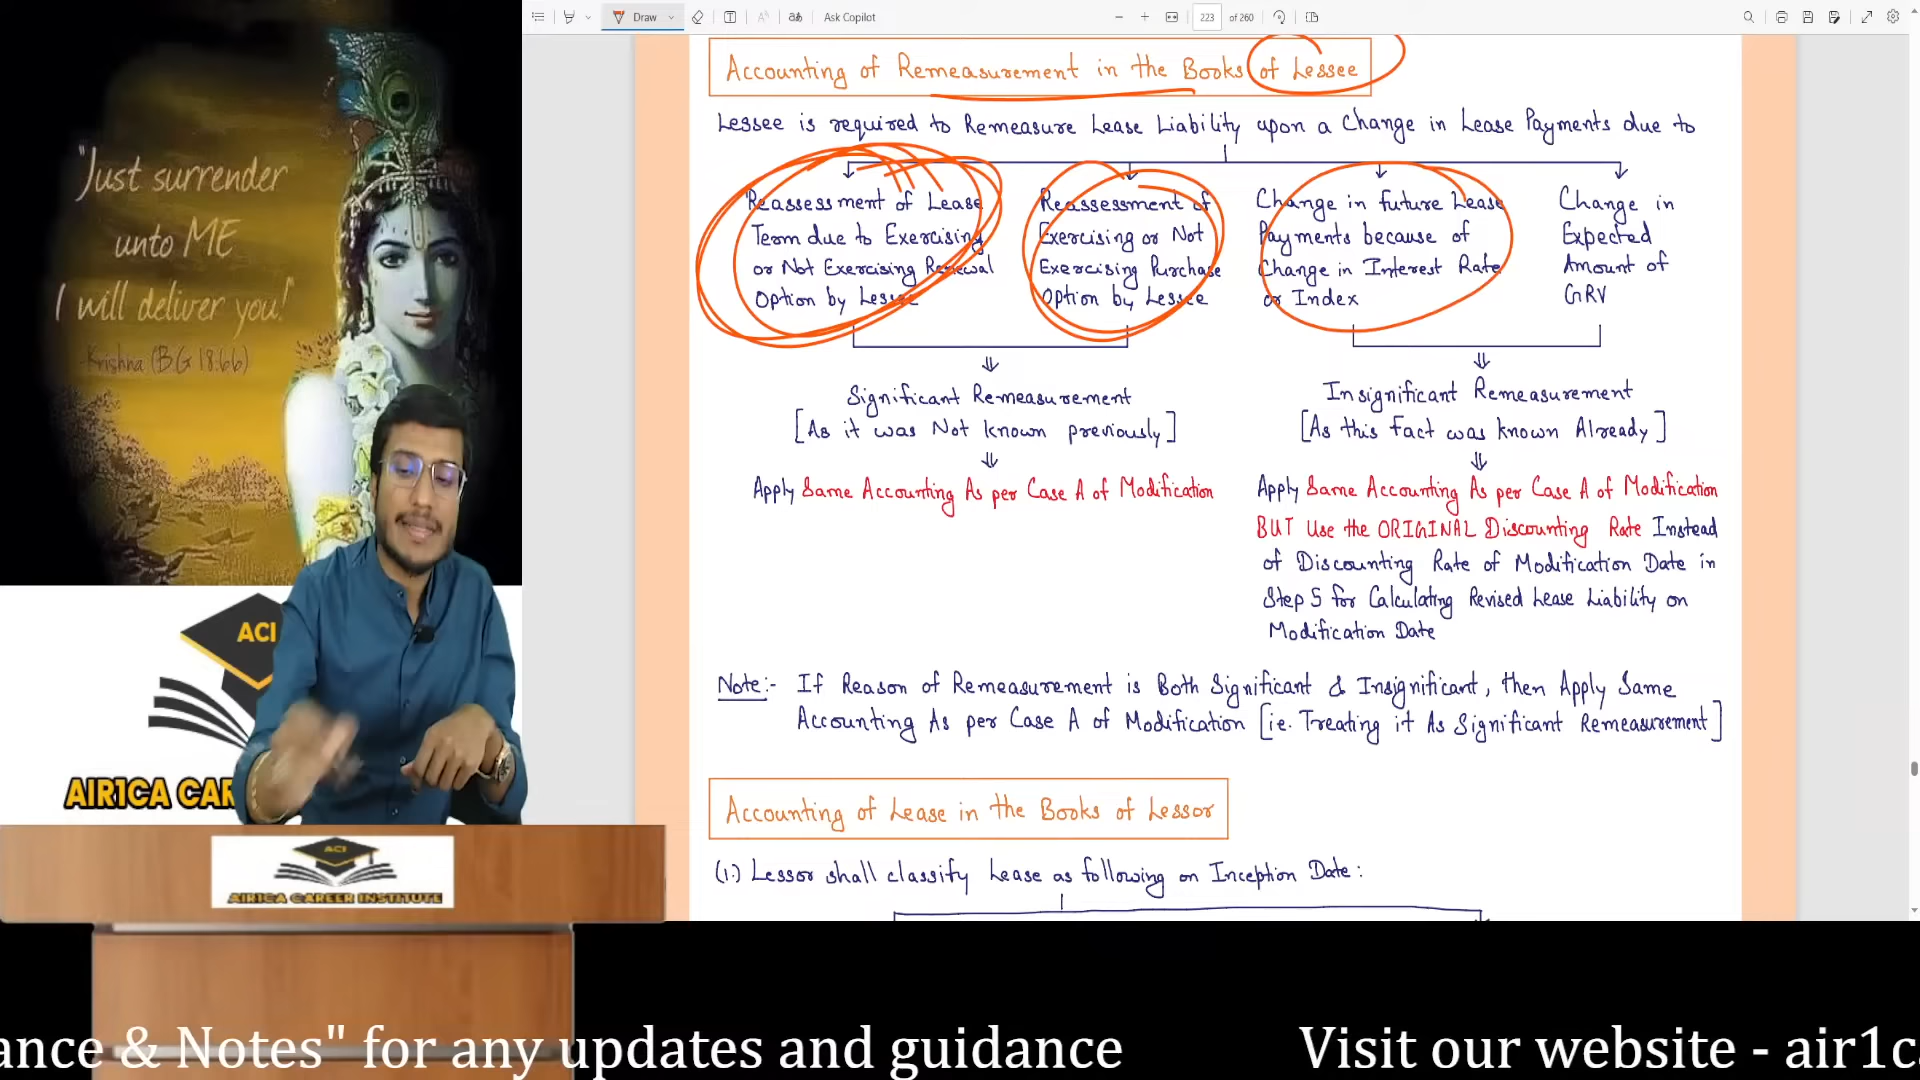 Draw
Ask Copilot
223 of 260
"Just surrender
unto ME
I will deliver you!"
-Krishna (B.G 18:66)
Accounting of Remeasurement in the Books of Lessee
Lessee is required to Remeasure Lease Liability upon a Change in Lease Payments due to
Reassessment of Lease
Term due to Exercising
or Not Exercising Renewal
Option by Lessee
Reassessment of
Exercising or Not
Exercising Purchase
Option by Lessee
Change in future Lease
Payments because of
Change in Interest Rate
or Index
Change in
Expected
Amount of
GRV
Significant Remeasurement
[As it was Not known previously]
Apply Same Accounting As per Case A of Modification
Insignificant Remeasurement
[As this fact was known Already]
Apply Same Accounting As per Case A of Modification
BUT Use the ORIGINAL Discounting Rate Instead
of Discounting Rate of Modification Date in
Step 5 for Calculating Revised Lease Liability on
Modification Date
Note:- If Reason of Remeasurement is Both Significant & Insignificant, then Apply Same
Accounting As per Case A of Modification [ie. Treating it As Significant Remeasurement]
Accounting of Lease in the Books of Lessor
(1.) Lessor shall classify Lease as following on Inception Date:
ACI
AIR1CA CAR
ACI
AIR1CA CAREER INSTITUTE
ance & Notes" for any updates and guidance
Visit our website - air1c